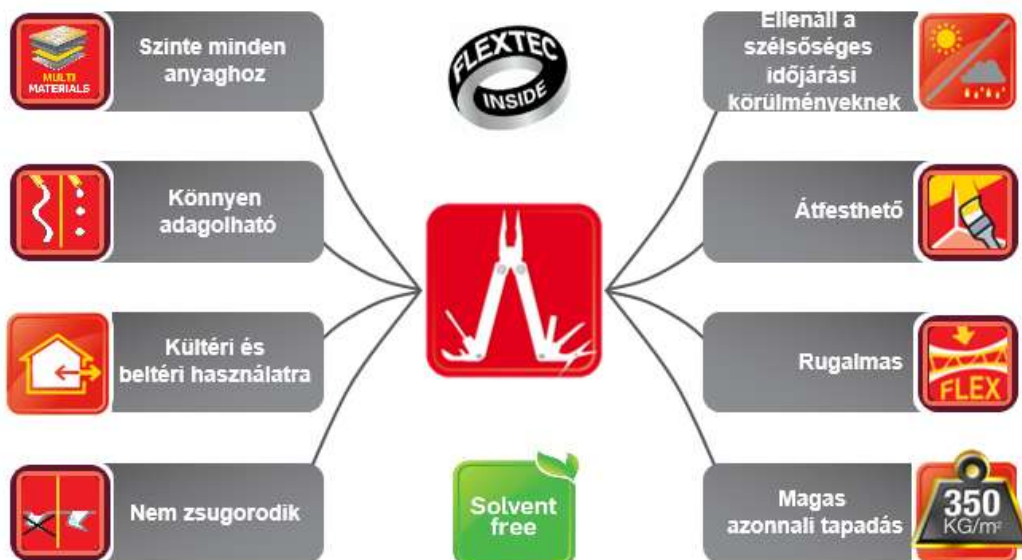 MULTI
MATERIALS
Szinte minden
anyaghoz
Könnyen
adagolható
Kültéri és
beltéri használatra
Nem zsugorodik
FLEXTEC
INSIDE
Solvent
free
Ellenáll a
szélsőséges
időjárási
körülményeknek
Átfesthető
Rugalmas
FLEX
Magas
azonnali tapadás
350
KG/m²